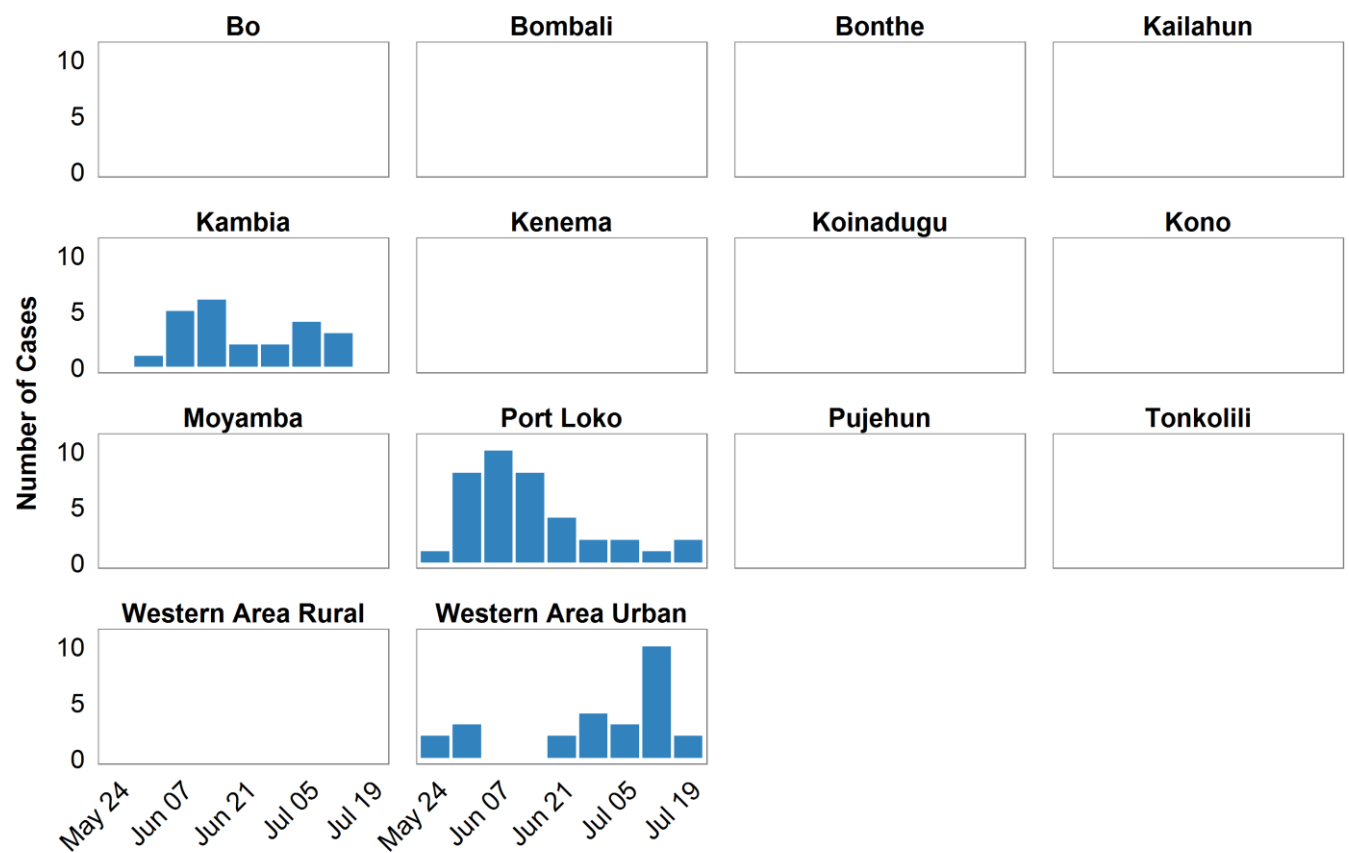 Bo Bombali Bonthe Kailahun
10
5
0
Kambia Kenema Koinadugu Kono
10
5
0
Number of Cases
Moyamba Port Loko Pujehun Tonkolili
10
5
0
Western Area Rural Western Area Urban
10
5
0
May 24 Jun 07 Jun 21 Jul 05 Jul 19 May 24 Jun 07 Jun 21 Jul 05 Jul 19